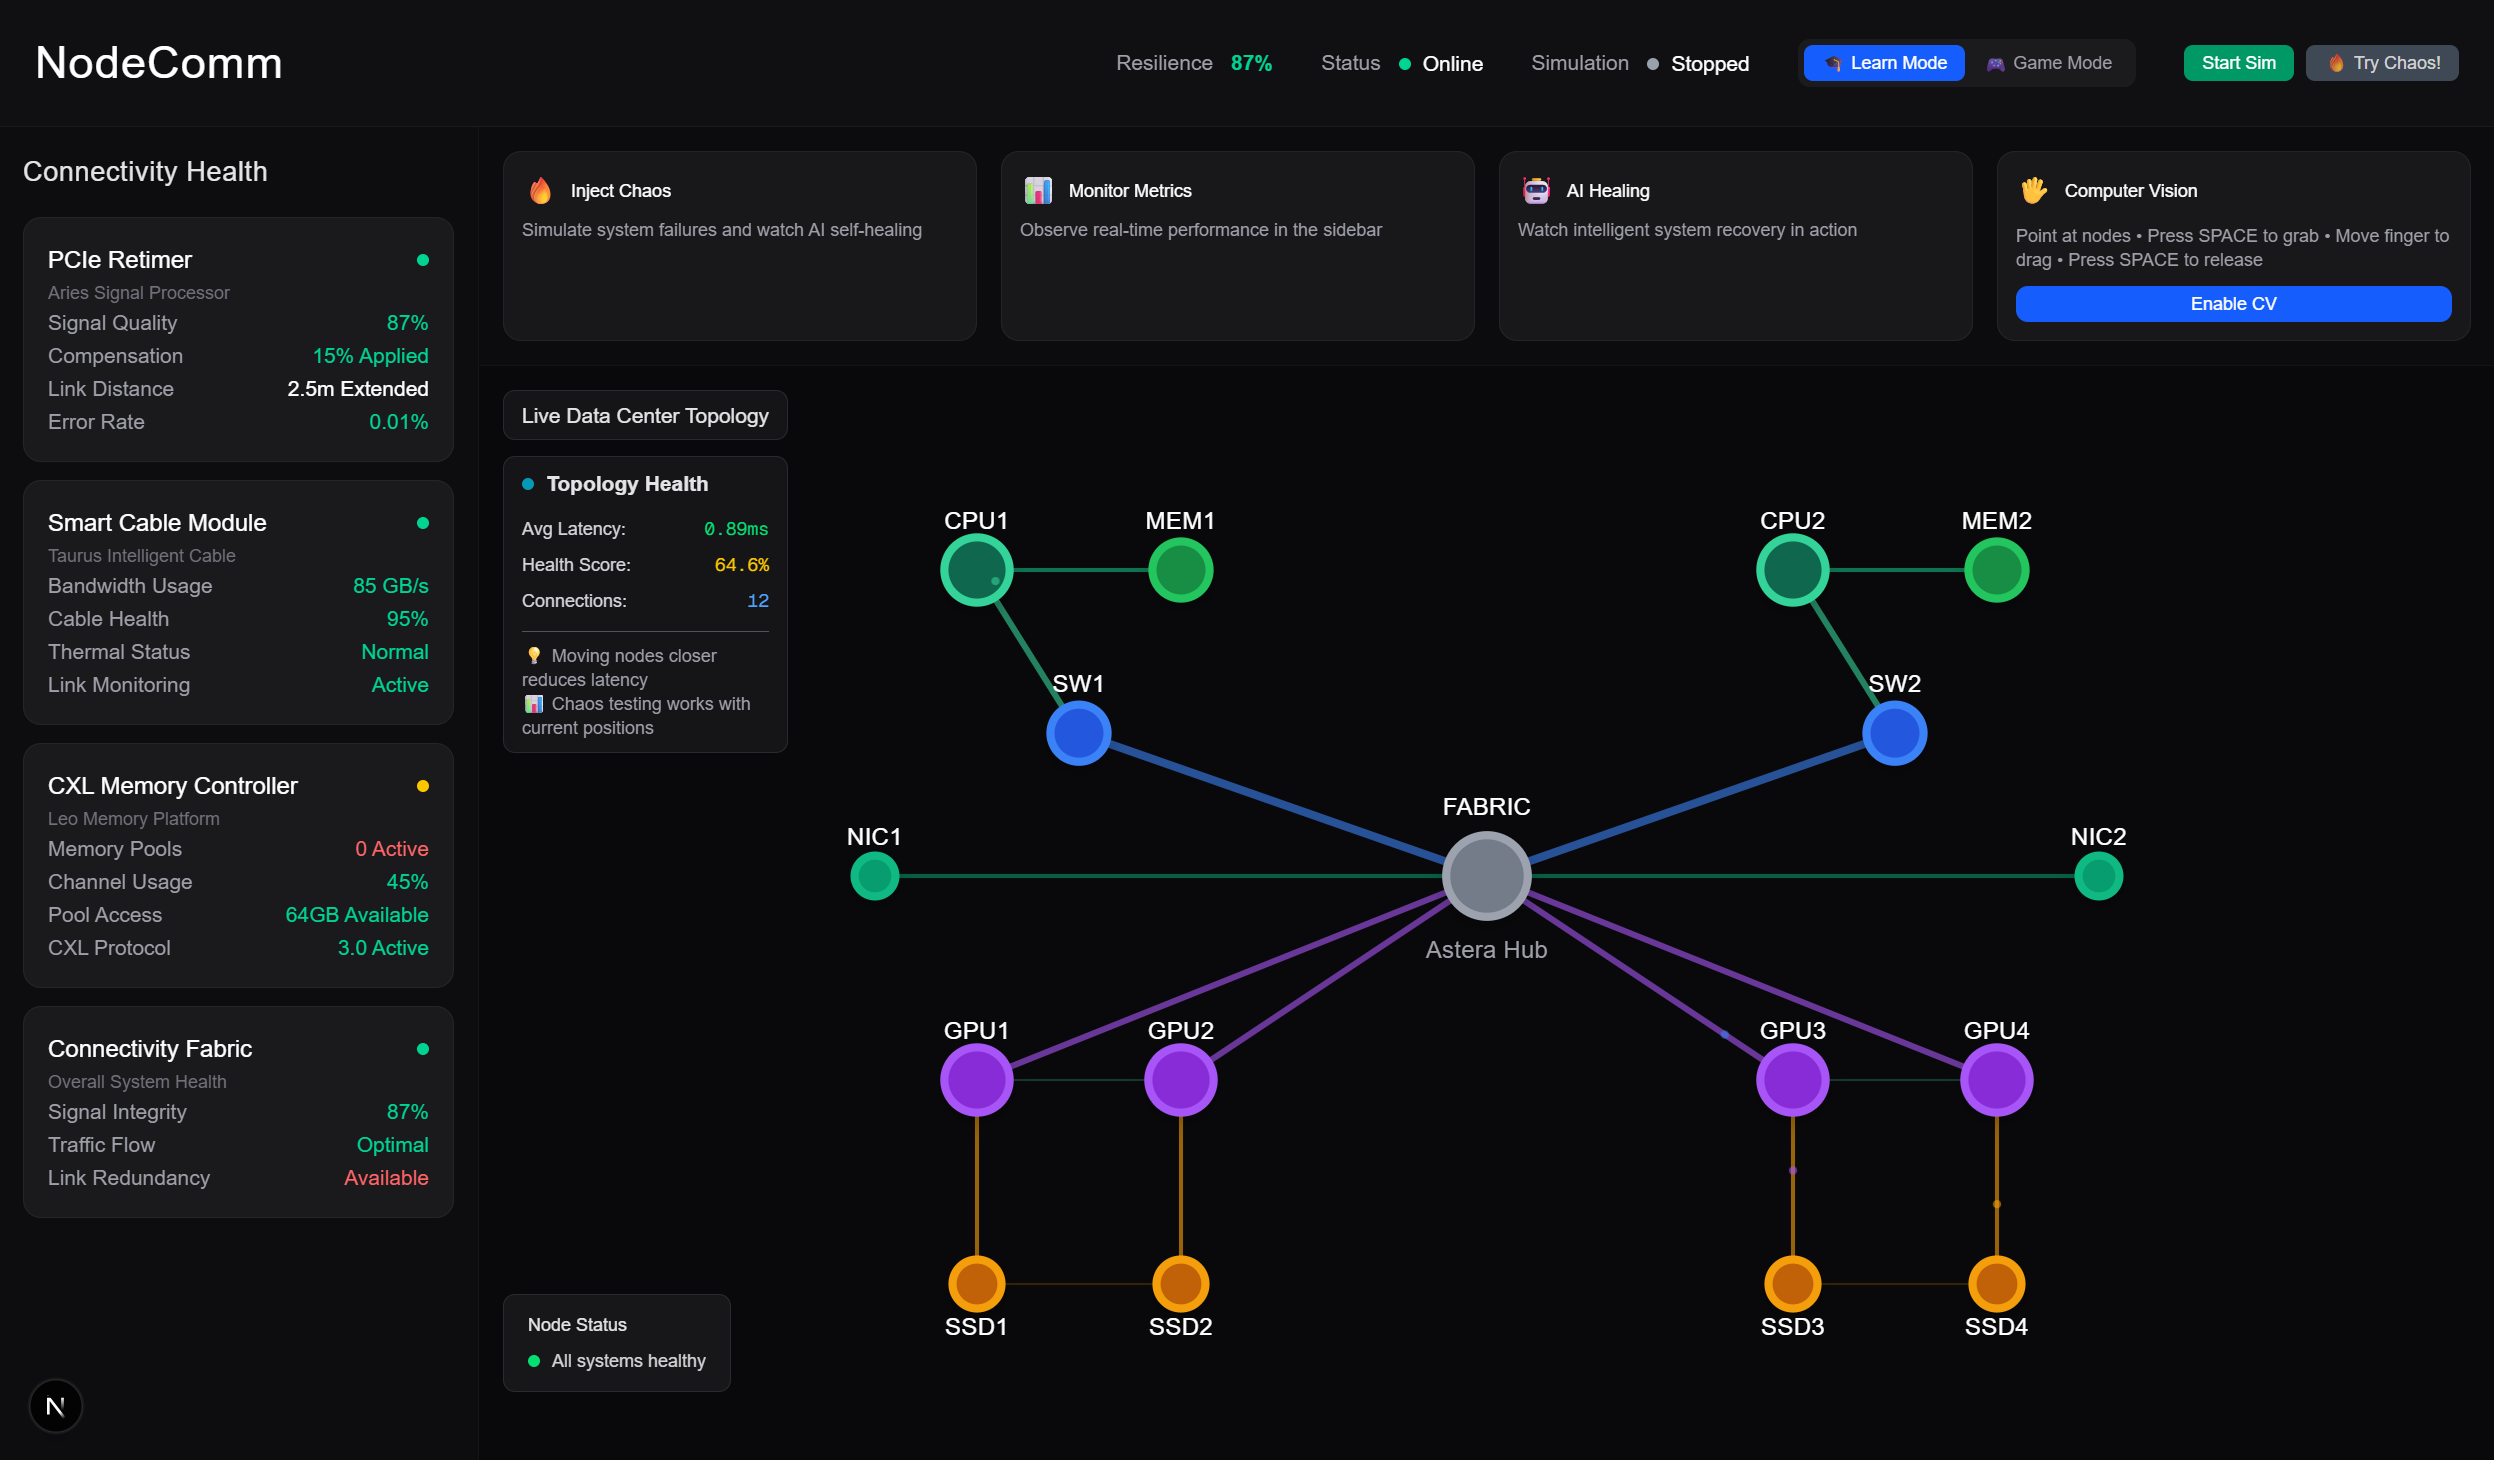 NodeComm
Resilience 87%
Status Online
Simulation Stopped
Learn Mode
Game Mode
Start Sim
Try Chaos!
Connectivity Health
PCIe Retimer
Aries Signal Processor
Signal Quality 87%
Compensation 15% Applied
Link Distance 2.5m Extended
Error Rate 0.01%
Smart Cable Module
Taurus Intelligent Cable
Bandwidth Usage 85 GB/s
Cable Health 95%
Thermal Status Normal
Link Monitoring Active
CXL Memory Controller
Leo Memory Platform
Memory Pools 0 Active
Channel Usage 45%
Pool Access 64GB Available
CXL Protocol 3.0 Active
Connectivity Fabric
Overall System Health
Signal Integrity 87%
Traffic Flow Optimal
Link Redundancy Available
N
Inject Chaos
Simulate system failures and watch AI self-healing
Monitor Metrics
Observe real-time performance in the sidebar
AI Healing
Watch intelligent system recovery in action
Computer Vision
Point at nodes • Press SPACE to grab • Move finger to
drag • Press SPACE to release
Enable CV
Live Data Center Topology
Topology Health
Avg Latency: 0.89ms
Health Score: 64.6%
Connections: 12
Moving nodes closer
reduces latency
Chaos testing works with
current positions
CPU1 MEM1 CPU2 MEM2
SW1 SW2
FABRIC
NIC1 NIC2
Astera Hub
GPU1 GPU2 GPU3 GPU4
SSD1 SSD2 SSD3 SSD4
Node Status
All systems healthy